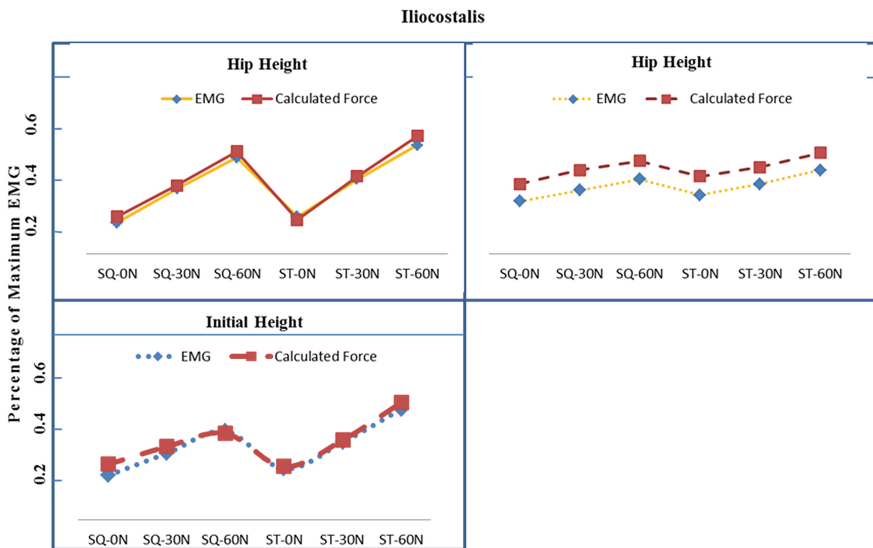 Iliocostalis
Percentage of Maximum EMG
Hip Height
EMG Calculated Force
0.6
0.4
0.2
SQ-0N SQ-30N SQ-60N ST-0N ST-30N ST-60N
Hip Height
EMG Calculated Force
SQ-0N SQ-30N SQ-60N ST-0N ST-30N ST-60N
Initial Height
EMG Calculated Force
0.6
0.4
0.2
SQ-0N SQ-30N SQ-60N ST-0N ST-30N ST-60N